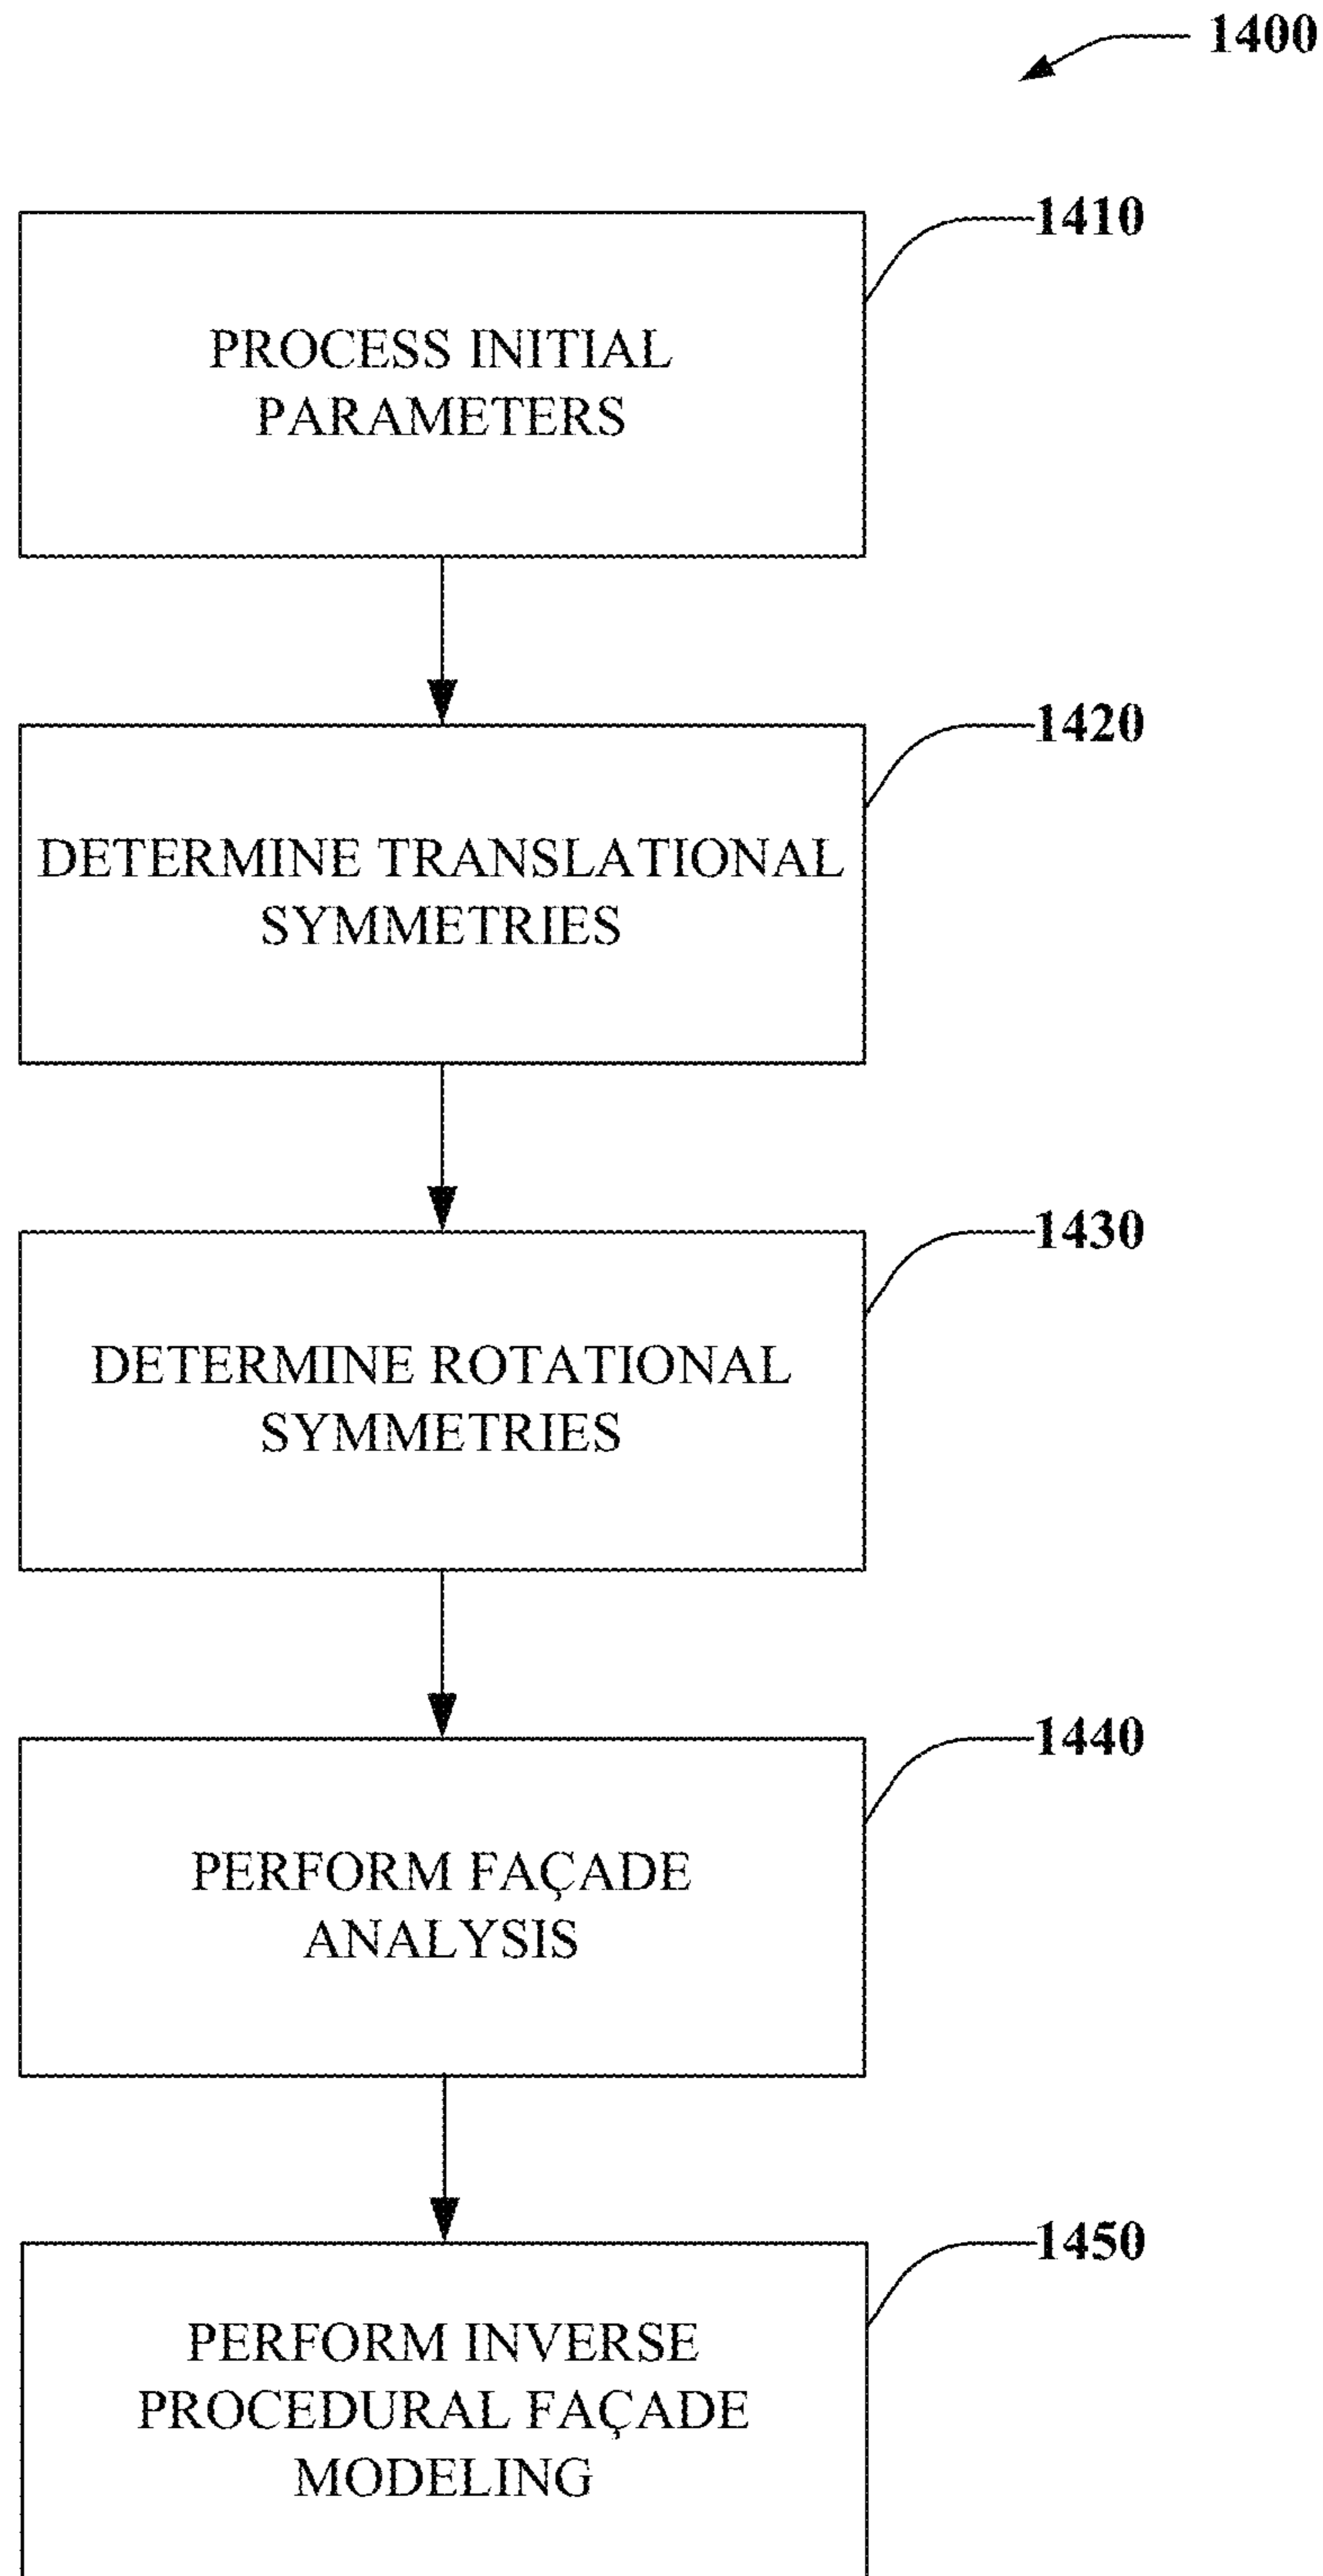 1400
1410
PROCESS INITIAL
PARAMETERS
1420
DETERMINE TRANSLATIONAL
SYMMETRIES
1430
DETERMINE ROTATIONAL
SYMMETRIES
1440
PERFORM FAÇADE
ANALYSIS
1450
PERFORM INVERSE
PROCEDURAL FAÇADE
MODELING